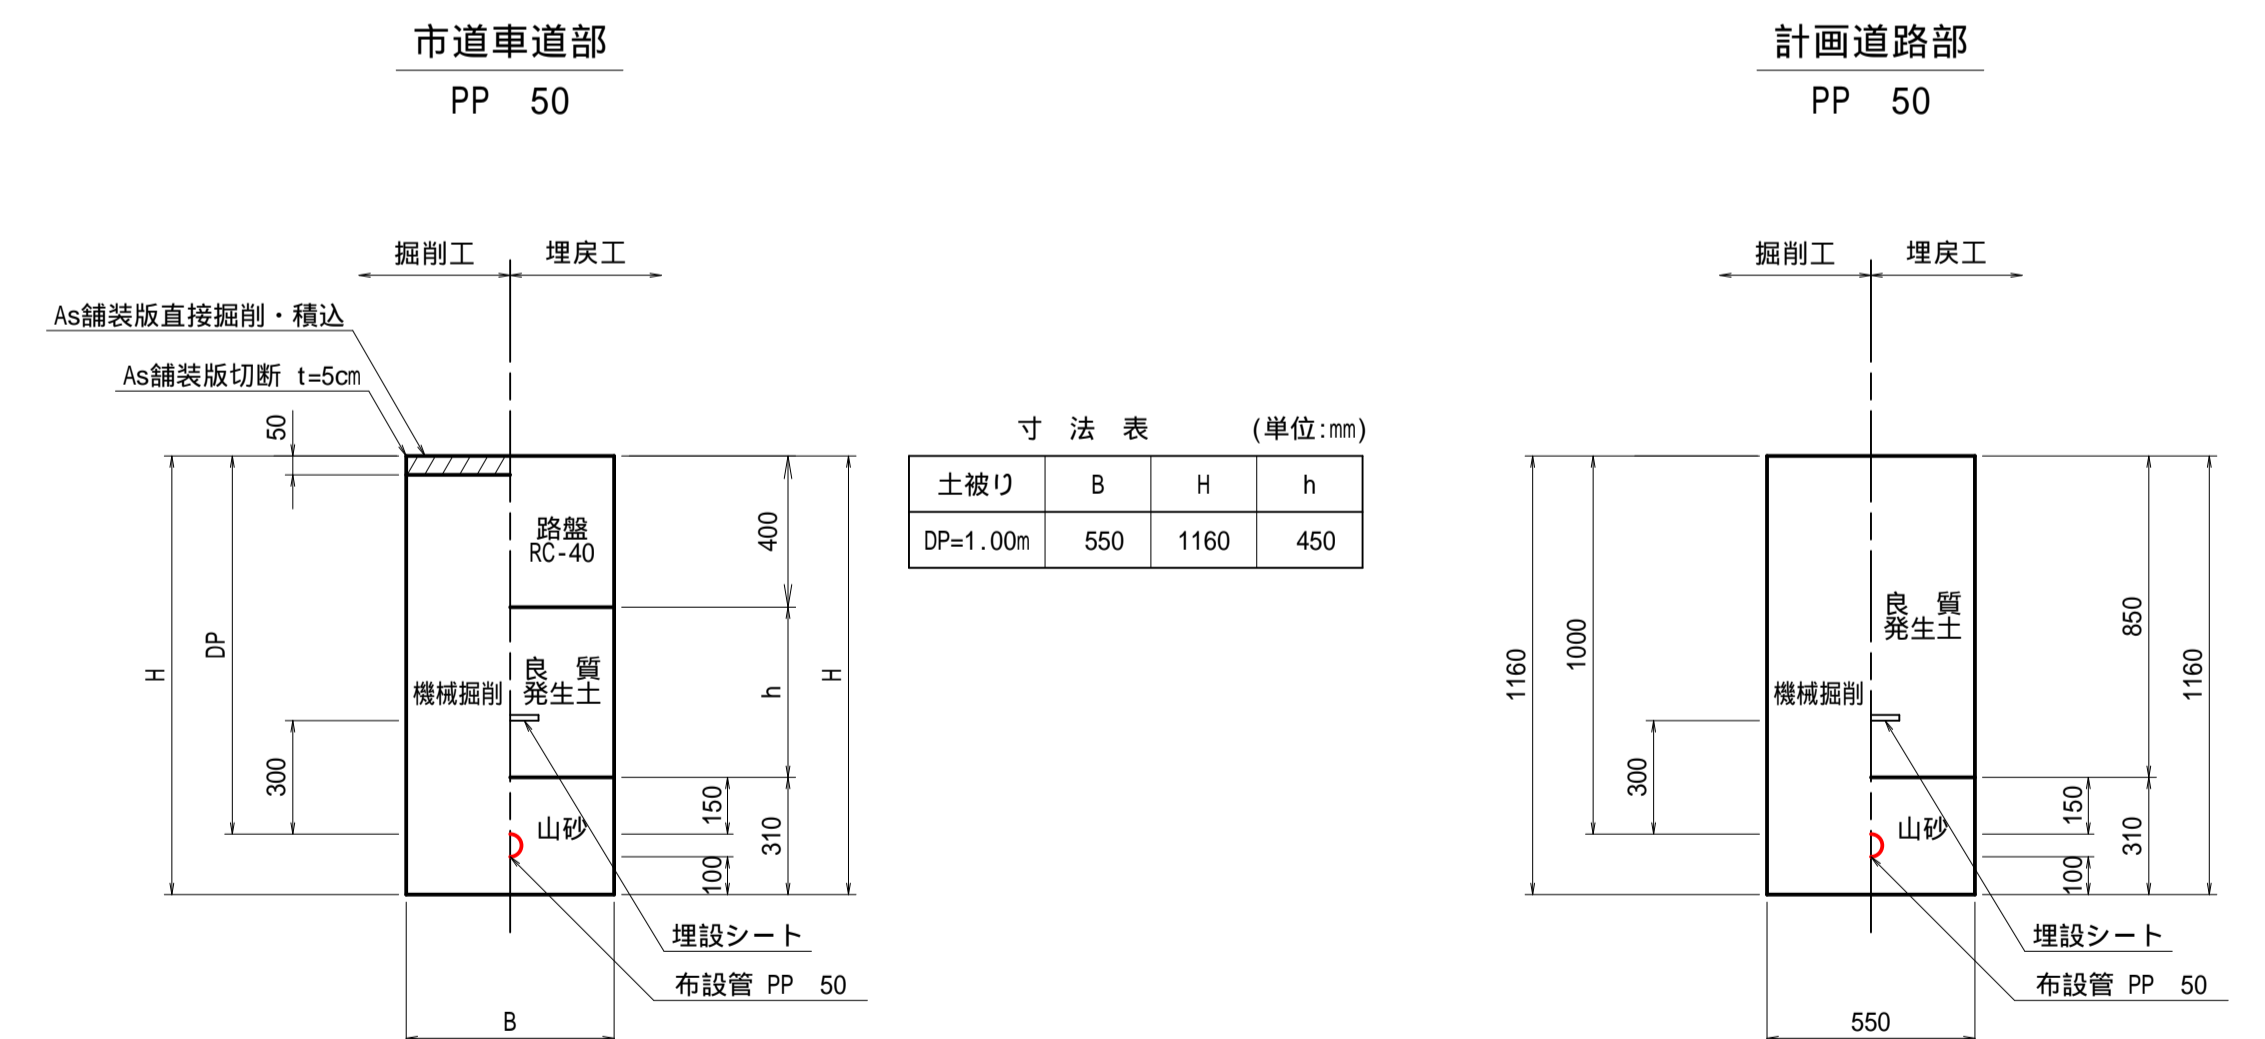 市道車道部
PP 50
掘削工 埋戻工
As舗装版直接掘削・積込
As舗装版切断 t=5cm
50
路盤
RC-40
400
DP
H
H
良 質
発生土
機械掘削
h
300
150
山砂
310
100
埋設シート
布設管 PP 50
B
寸 法 表 (単位:mm)
土被り B H h
DP=1.00m 550 1160 450
計画道路部
PP 50
掘削工 埋戻工
良 質
発生土
850
1000
1160
1160
機械掘削
300
150
山砂
310
100
埋設シート
布設管 PP 50
550